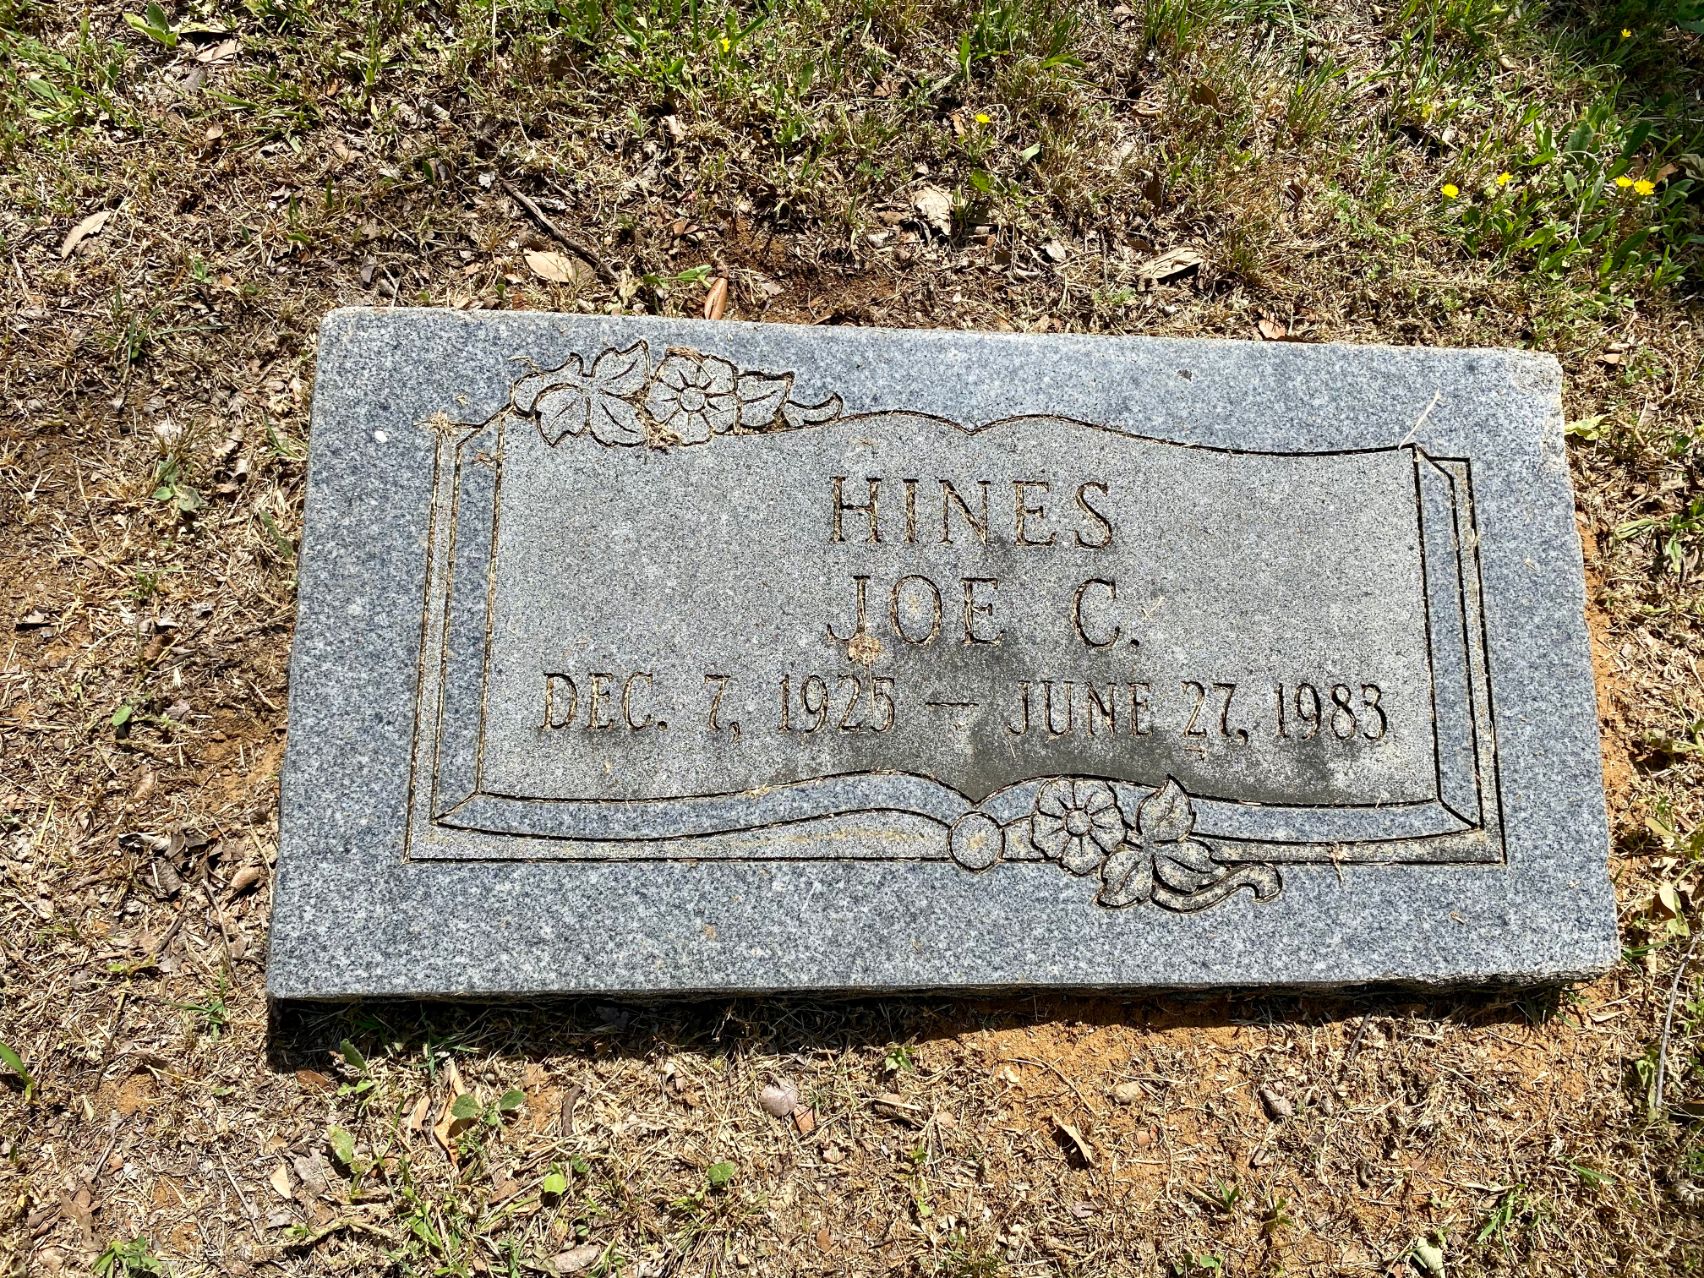 HINES
JOE C.
DEC. 7, 1925 — JUNE 27, 1983